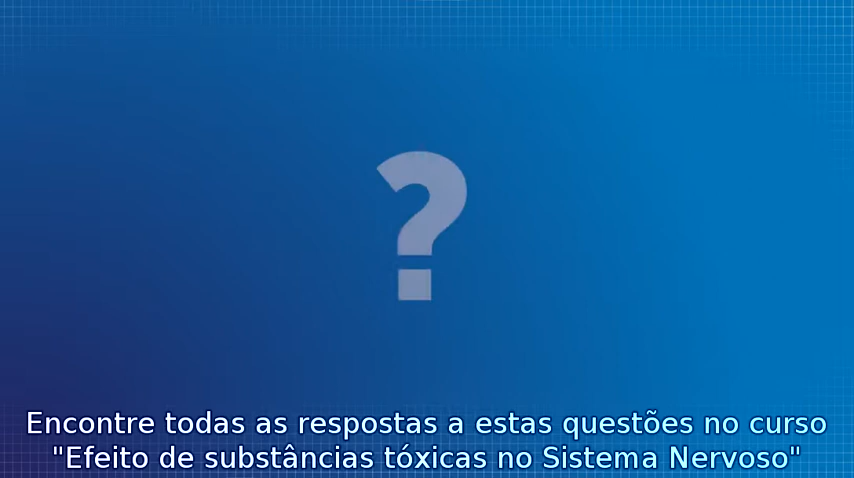 ?
Encontre todas as respostas a estas questões no curso
"Efeito de substâncias tóxicas no Sistema Nervoso"